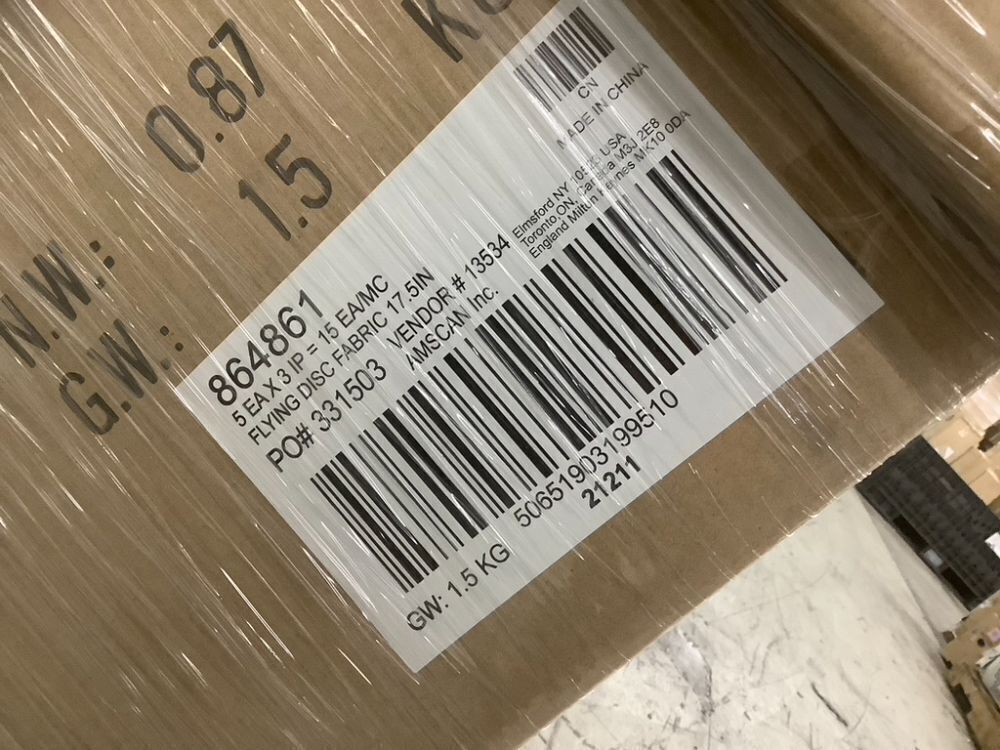 N.W.: 0.87
G.W.: 1.5
864861
5 EA X 3 IP = 15 EA/MC
FLYING DISC FABRIC 17.5IN
PO# 331503 VENDOR # 13534
AMSCAN Inc.
CN
MADE IN CHINA
Elmsford NY USA
Toronto, ON, Canada M3J 2E8
England Milton Keynes MK10 0DA
5065190319951​0
21211
GW: 1.5 KG